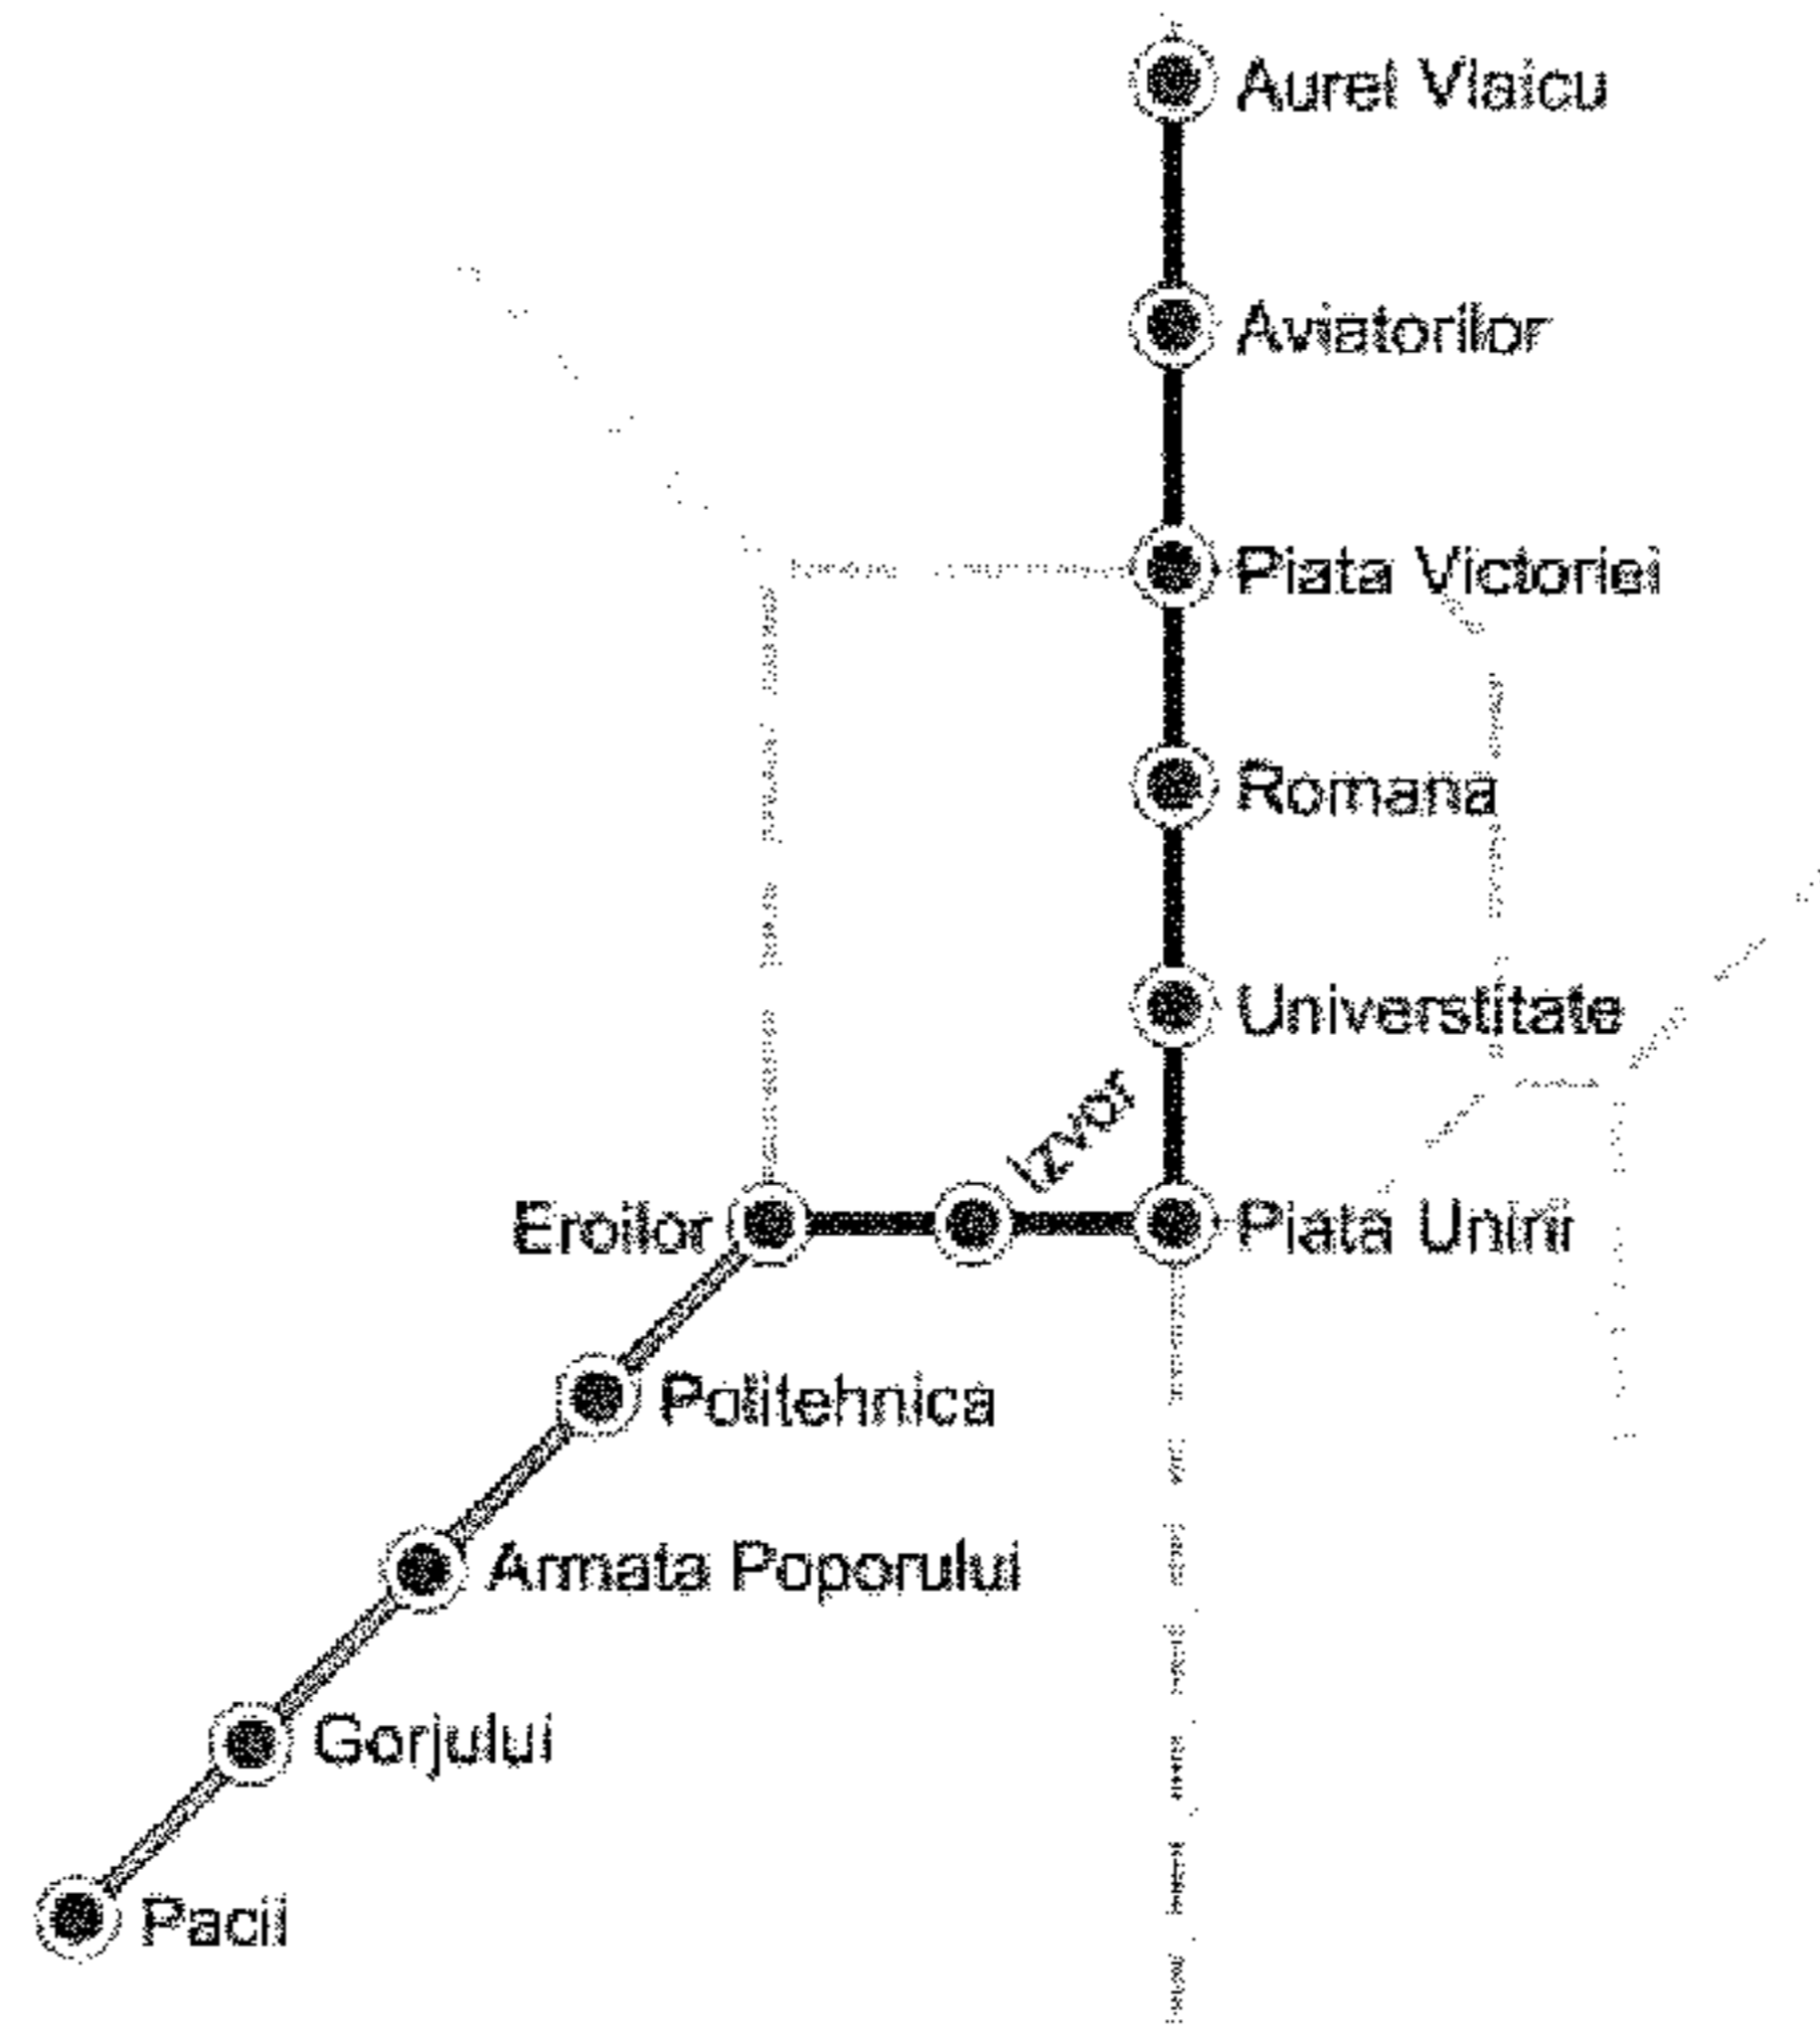 Aurel Vlaicu
Aviatorilor
Piata Victoriei
Romana
Universtitate
Izvor
Eroilor
Piata Unirii
Politehnica
Armata Poporului
Gorjului
Pacii